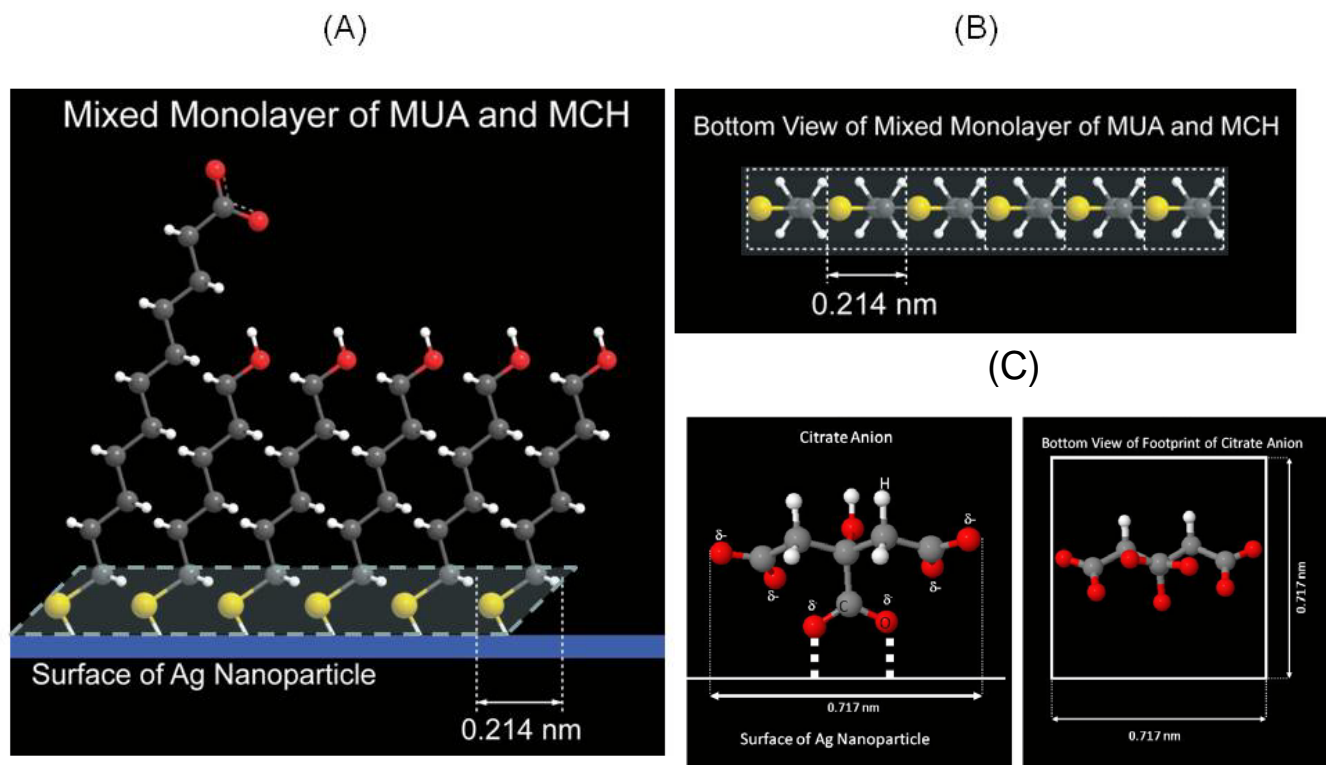 (A)
Mixed Monolayer of MUA and MCH
Surface of Ag Nanoparticle
0.214 nm
(B)
Bottom View of Mixed Monolayer of MUA and MCH
0.214 nm
(C)
Citrate Anion
H
δ-
δ-
δ-
δ-
δ-
C
δ-
O
0.717 nm
Surface of Ag Nanoparticle
Bottom View of Footprint of Citrate Anion
0.717 nm
0.717 nm